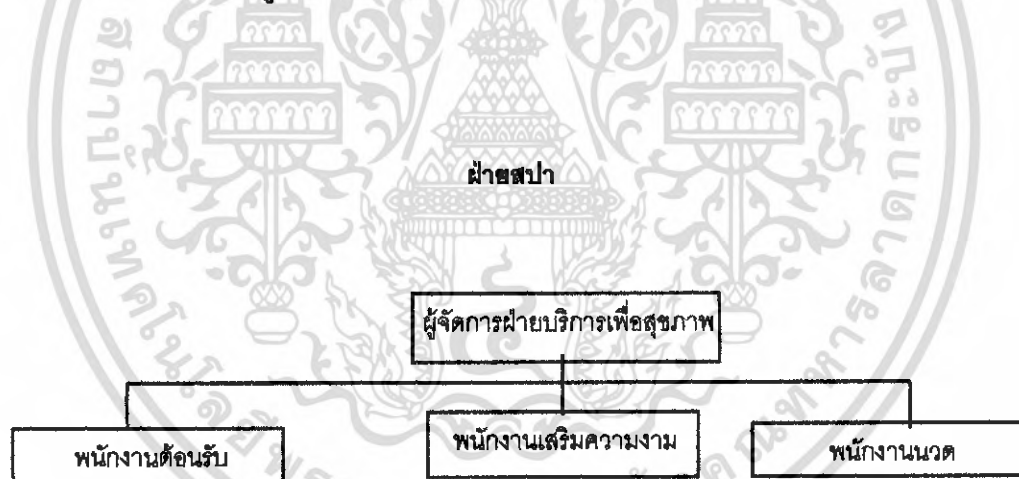 ฝ่ายสปา
ผู้จัดการฝ่ายบริการเพื่อสุขภาพ
พนักงานต้อนรับ
พนักงานเสริมความงาม
พนักงานนวด